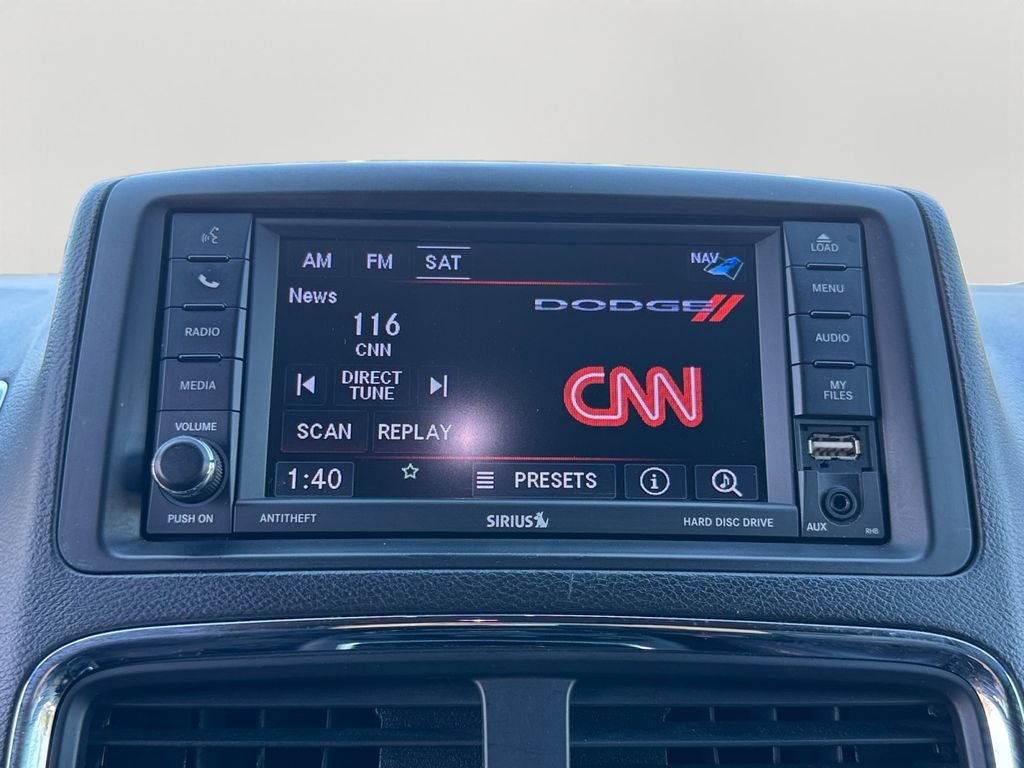 LOAD
MENU
AUDIO
MY
FILES
RADIO
MEDIA
VOLUME
PUSH ON
AM FM SAT
NAV
News
116
CNN
DIRECT
TUNE
SCAN REPLAY
DODGE
CNN
1:40
PRESETS
ANTITHEFT
SIRIUS
HARD DISC DRIVE
AUX
RHB